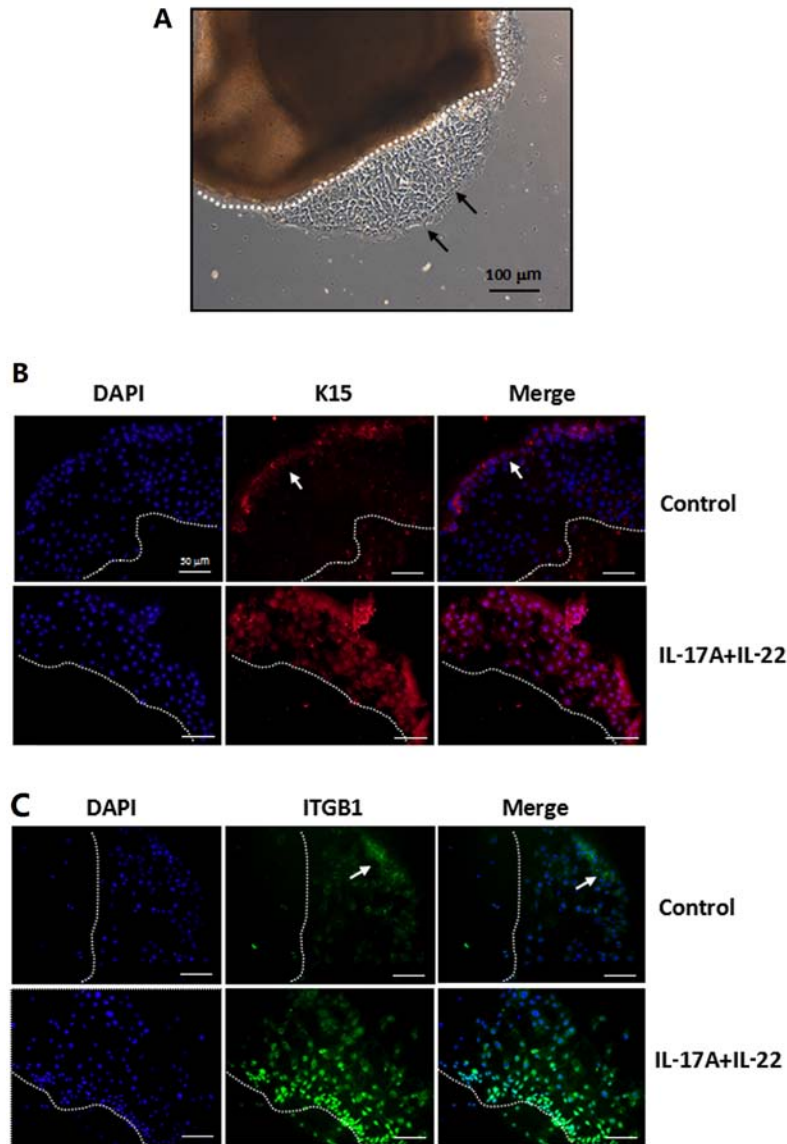 A
100 μm
B
DAPI K15 Merge
Control
50 μm
IL-17A+IL-22
C
DAPI ITGB1 Merge
Control
IL-17A+IL-22